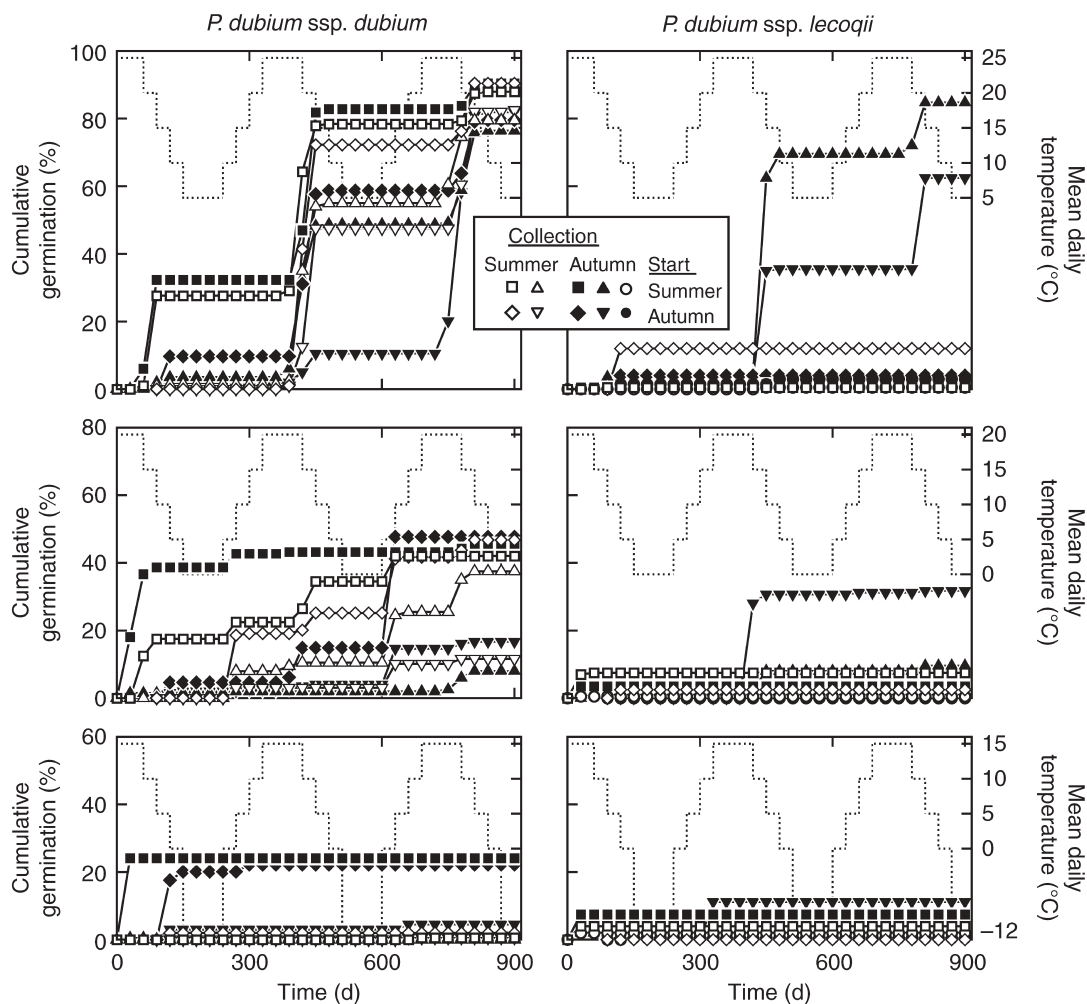 P. dubium ssp. dubium
P. dubium ssp. lecoqii
100
80
60
40
20
0
Cumulative
germination (%)
25
20
15
10
5
Mean daily
temperature (°C)
Collection
Summer Autumn Start
Summer
Autumn
80
60
40
20
0
Cumulative
germination (%)
20
15
10
5
0
Mean daily
temperature (°C)
60
40
20
0
Cumulative
germination (%)
15
10
5
0
–12
Mean daily
temperature (°C)
0 300 600 900
0 300 600 900
Time (d)
Time (d)